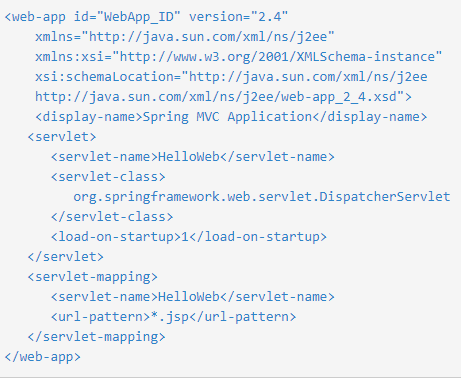 <web-app id="WebApp_ID" version="2.4"
xmlns="http://java.sun.com/xml/ns/j2ee"
xmlns:xsi="http://www.w3.org/2001/XMLSchema-instance"
xsi:schemaLocation="http://java.sun.com/xml/ns/j2ee
http://java.sun.com/xml/ns/j2ee/web-app_2_4.xsd">
<display-name>Spring MVC Application</display-name>
<servlet>
<servlet-name>HelloWeb</servlet-name>
<servlet-class>
org.springframework.web.servlet.DispatcherServlet
</servlet-class>
<load-on-startup>1</load-on-startup>
</servlet>
<servlet-mapping>
<servlet-name>HelloWeb</servlet-name>
<url-pattern>*.jsp</url-pattern>
</servlet-mapping>
</web-app>